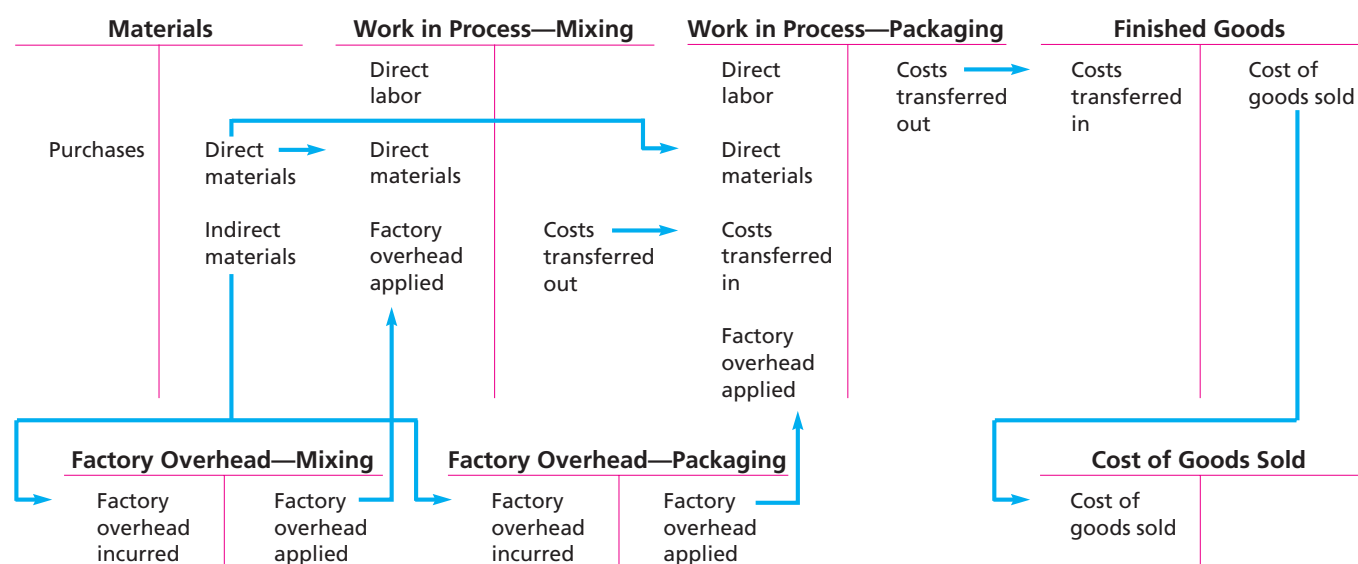 Materials
Work in Process—Mixing
Work in Process—Packaging
Finished Goods
Purchases
Direct
materials
Indirect
materials
Direct
labor
Direct
materials
Factory
overhead
applied
Costs
transferred
out
Direct
labor
Direct
materials
Costs
transferred
in
Factory
overhead
applied
Costs
transferred
out
Costs
transferred
in
Cost of
goods sold
Factory Overhead—Mixing
Factory
overhead
incurred
Factory
overhead
applied
Factory Overhead—Packaging
Factory
overhead
incurred
Factory
overhead
applied
Cost of Goods Sold
Cost of
goods sold